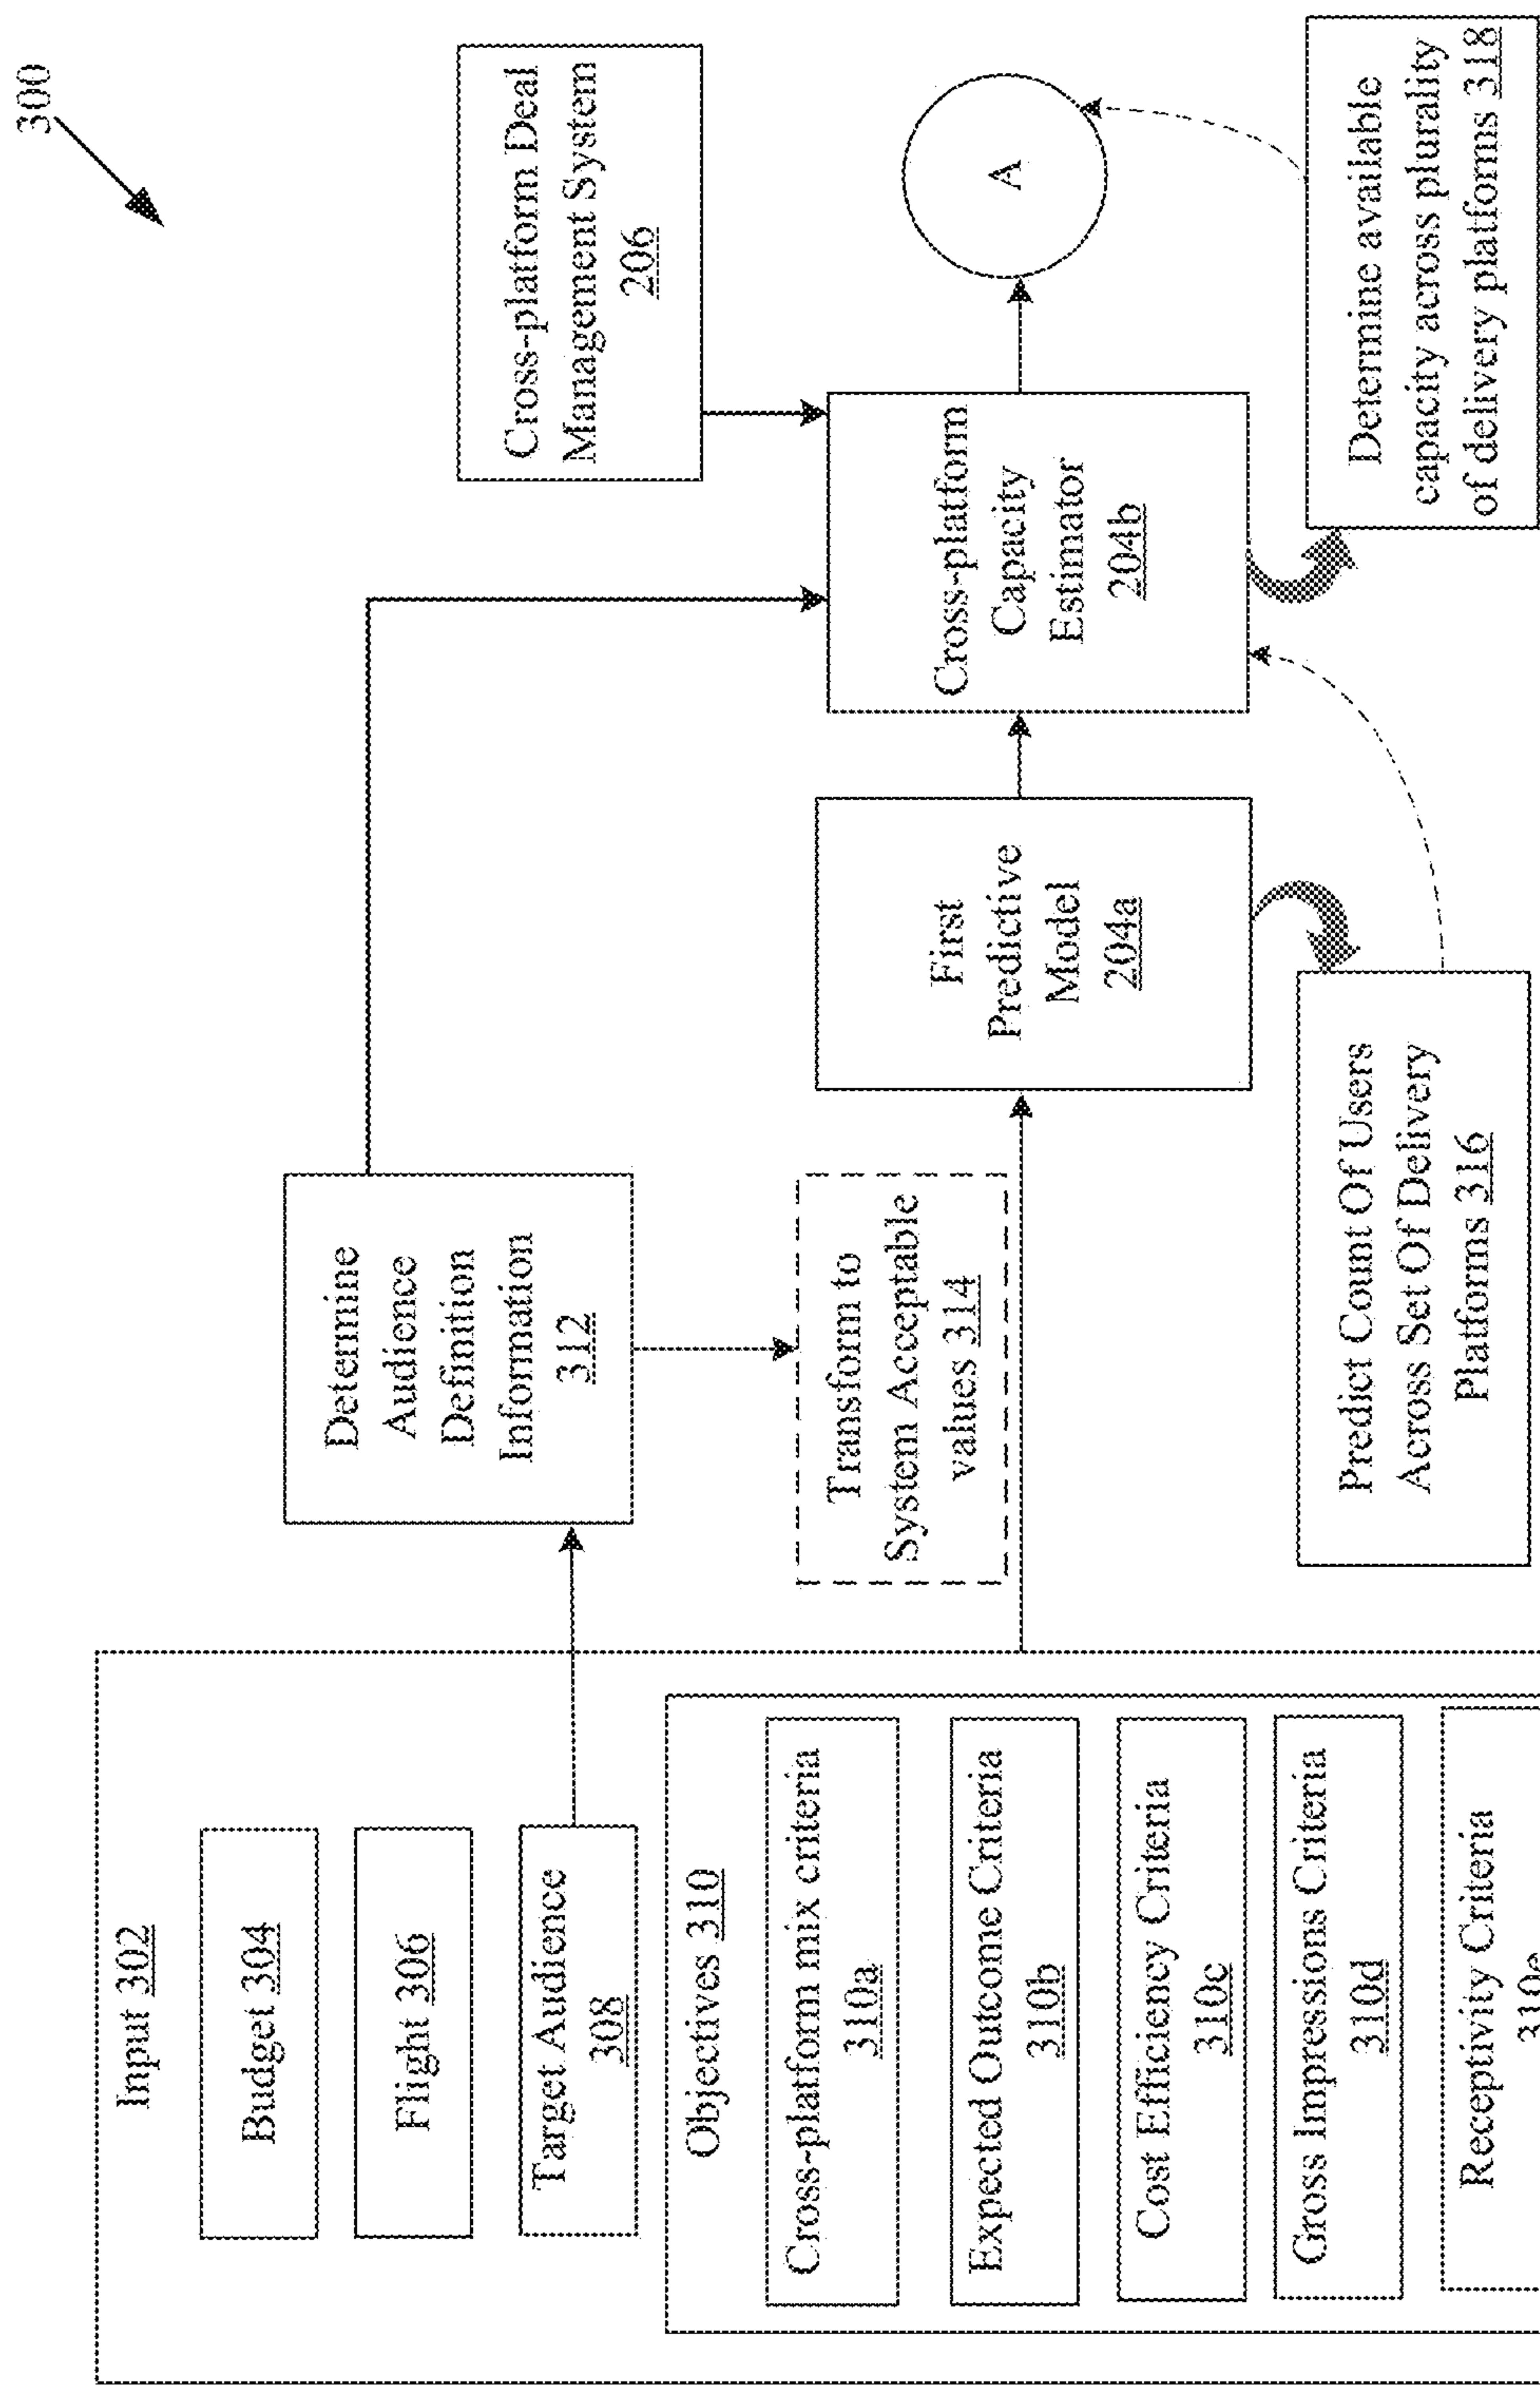 300
Input 302
Budget 304
Flight 306
Target Audience
308
Objectives 310
Cross-platform mix criteria
310a
Expected Outcome Criteria
310b
Cost Efficiency Criteria
310c
Gross Impressions Criteria
310d
Receptivity Criteria
310e
Determine
Audience
Definition
Information
312
Transform to
System Acceptable
values 314
First
Predictive
Model
204a
Predict Count Of Users
Across Set Of Delivery
Platforms 316
Cross-platform Deal
Management System
206
Cross-platform
Capacity
Estimator
204b
A
Determine available
capacity across plurality
of delivery platforms 318